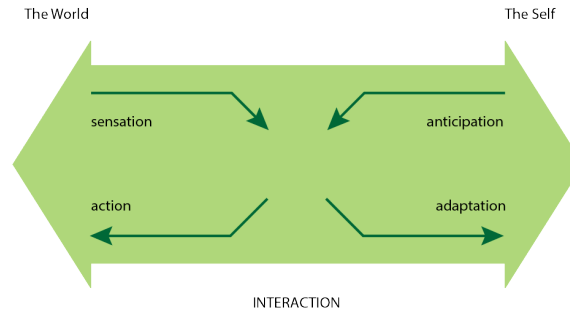 The World
The Self
sensation
anticipation
action
adaptation
INTERACTION